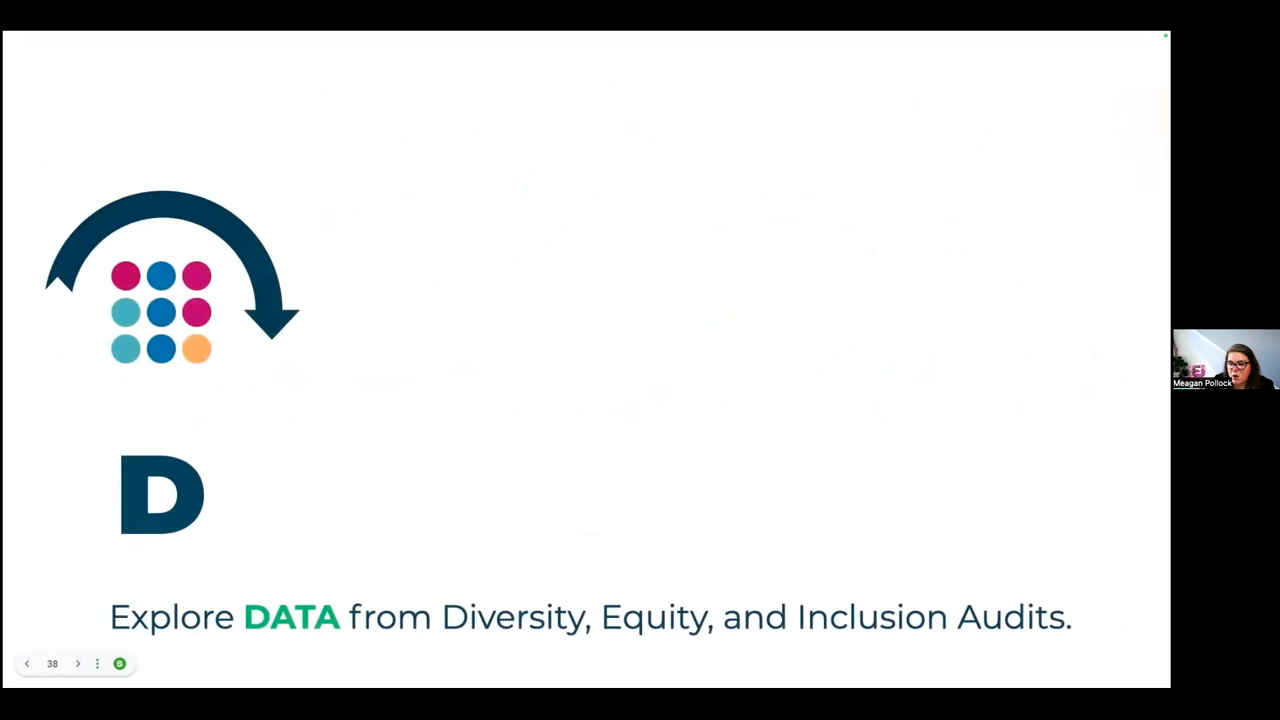 D
Explore DATA from Diversity, Equity, and Inclusion Audits.
38
S
Meagan Pollock